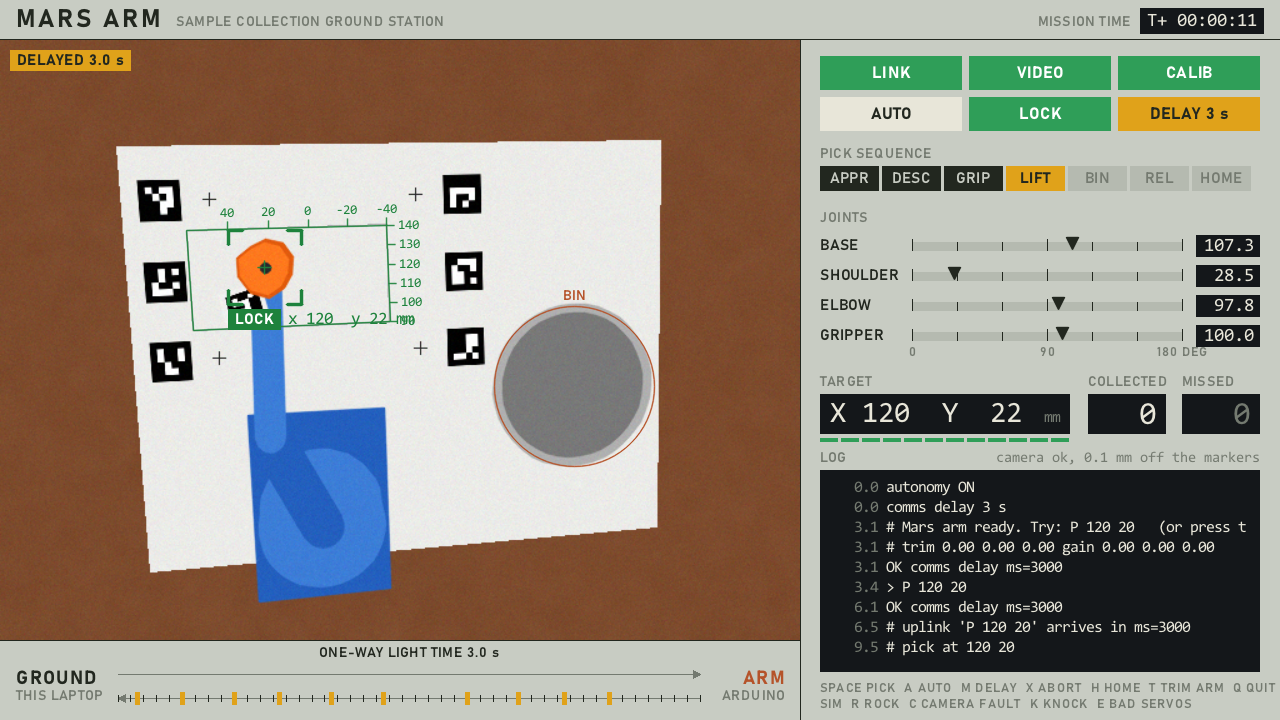 MARS ARM SAMPLE COLLECTION GROUND STATION MISSION TIME T+ 00:00:11
DELAYED 3.0 s
40 20 0 -20 -40
140
130
120
110
100
90
LOCK x 120 y 22 mm
BIN
ONE-WAY LIGHT TIME 3.0 s
GROUND
THIS LAPTOP
ARM
ARDUINO
LINK VIDEO CALIB
AUTO LOCK DELAY 3 s
PICK SEQUENCE
APPR DESC GRIP LIFT BIN REL HOME
JOINTS
BASE 107.3
SHOULDER 28.5
ELBOW 97.8
GRIPPER 100.0
0 90 180 DEG
TARGET COLLECTED MISSED
X 120 Y 22 mm 0 0
LOG camera ok, 0.1 mm off the markers
0.0 autonomy ON
0.0 comms delay 3 s
3.1 # Mars arm ready. Try: P 120 20 (or press t
3.1 # trim 0.00 0.00 0.00 gain 0.00 0.00 0.00
3.1 OK comms delay ms=3000
3.4 > P 120 20
6.1 OK comms delay ms=3000
6.5 # uplink 'P 120 20' arrives in ms=3000
9.5 # pick at 120 20
SPACE PICK A AUTO M DELAY X ABORT H HOME T TRIM ARM Q QUIT
SIM R ROCK C CAMERA FAULT K KNOCK E BAD SERVOS